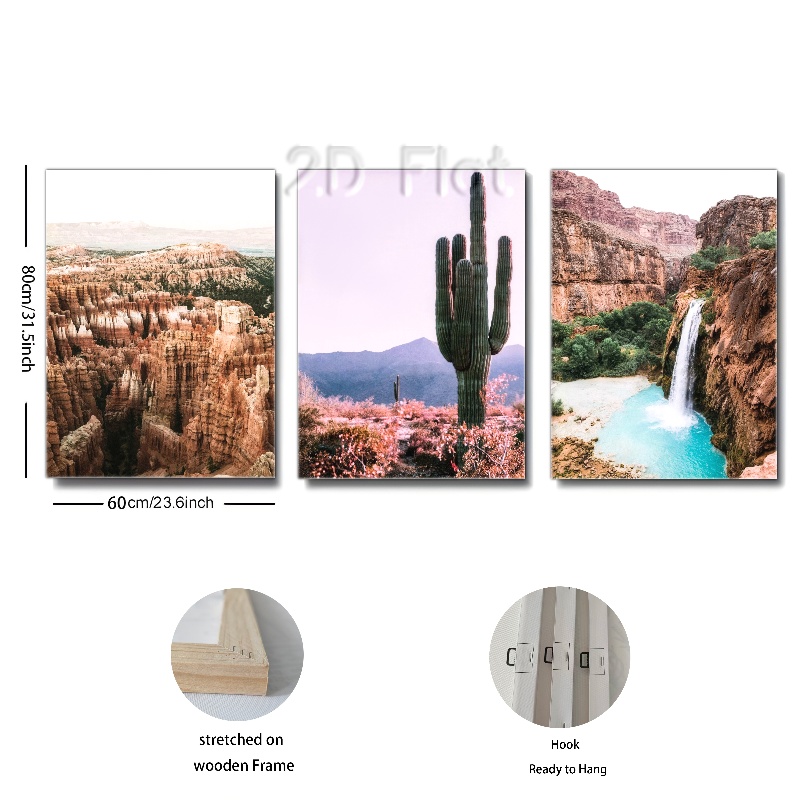 2D Flat
80cm/31.5inch
60cm/23.6inch
stretched on
wooden Frame
Hook
Ready to Hang